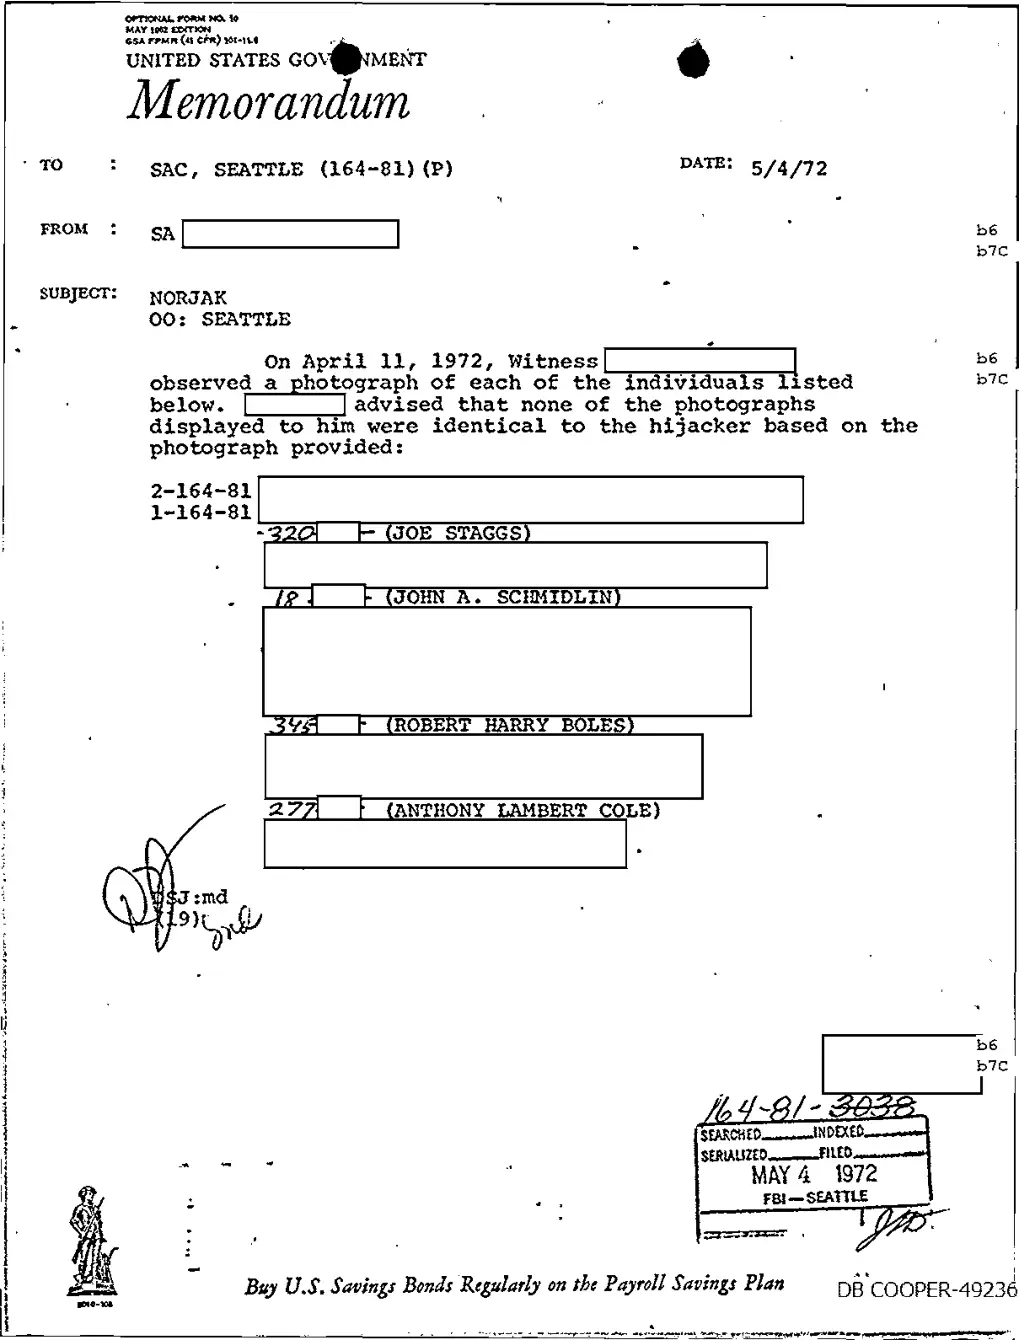 OPTIONAL FORM NO. 10
MAY 1962 EDITION
GSA FPMR (41 CFR) 101-11.6
UNITED STATES GOV NMENT
Memorandum
TO : SAC, SEATTLE (164-81)(P) DATE: 5/4/72
FROM : SA b6
b7C
SUBJECT: NORJAK
OO: SEATTLE
On April 11, 1972, Witness b6
observed a photograph of each of the individuals listed b7C
below. advised that none of the photographs
displayed to him were identical to the hijacker based on the
photograph provided:
2-164-81
1-164-81
-320 - (JOE STAGGS)
18 - (JOHN A. SCHMIDLIN)
345 - (ROBERT HARRY BOLES)
277 (ANTHONY LAMBERT COLE)
DSJ:md
(19)
b6
b7C
164-81-3038
SEARCHED INDEXED
SERIALIZED FILED
MAY 4 1972
FBI—SEATTLE
Buy U.S. Savings Bonds Regularly on the Payroll Savings Plan
DB COOPER-49236